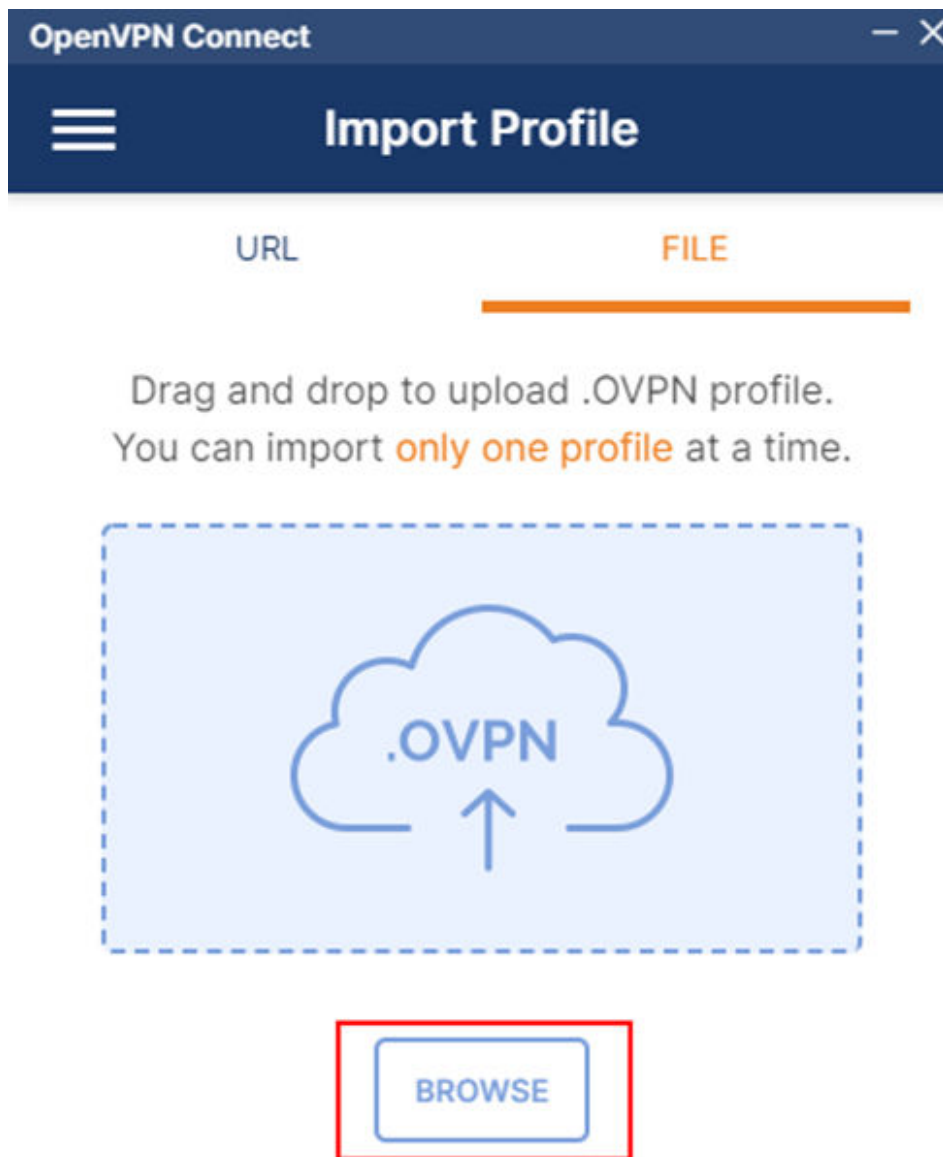 OpenVPN Connect
Import Profile
URL
FILE
Drag and drop to upload .OVPN profile.
You can import only one profile at a time.
.OVPN
BROWSE